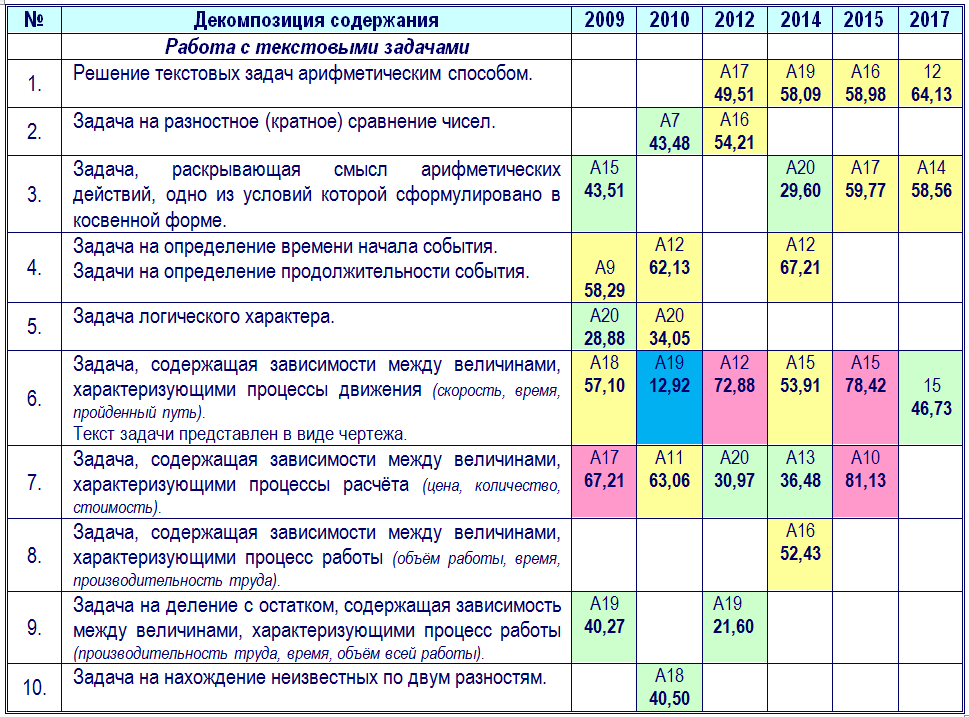 № Декомпозиция содержания 2009 2010 2012 2014 2015 2017
Работа с текстовыми задачами
1. Решение текстовых задач арифметическим способом. А17 49,51 А19 58,09 А16 58,98 12 64,13
2. Задача на разностное (кратное) сравнение чисел. А7 43,48 А16 54,21
3. Задача, раскрывающая смысл арифметических
действий, одно из условий которой сформулировано в
косвенной форме.
А15 43,51 А20 29,60 А17 59,77 А14 58,56
4. Задача на определение времени начала события.
Задачи на определение продолжительности события.
А9 58,29 А12 62,13 А12 67,21
5. Задача логического характера. А20 28,88 А20 34,05
6. Задача, содержащая зависимости между величинами,
характеризующими процессы движения (скорость, время,
пройденный путь).
Текст задачи представлен в виде чертежа.
А18 57,10 А19 12,92 А12 72,88 А15 53,91 А15 78,42 15 46,73
7. Задача, содержащая зависимости между величинами,
характеризующими процессы расчёта (цена, количество,
стоимость).
А17 67,21 А11 63,06 А20 30,97 А13 36,48 А10 81,13
8. Задача, содержащая зависимости между величинами,
характеризующими процесс работы (объём работы, время,
производительность труда).
А16 52,43
9. Задача на деление с остатком, содержащая зависимость
между величинами, характеризующими процесс работы
(производительность труда, время, объём всей работы).
А19 40,27 А19 21,60
10. Задача на нахождение неизвестных по двум разностям. А18 40,50